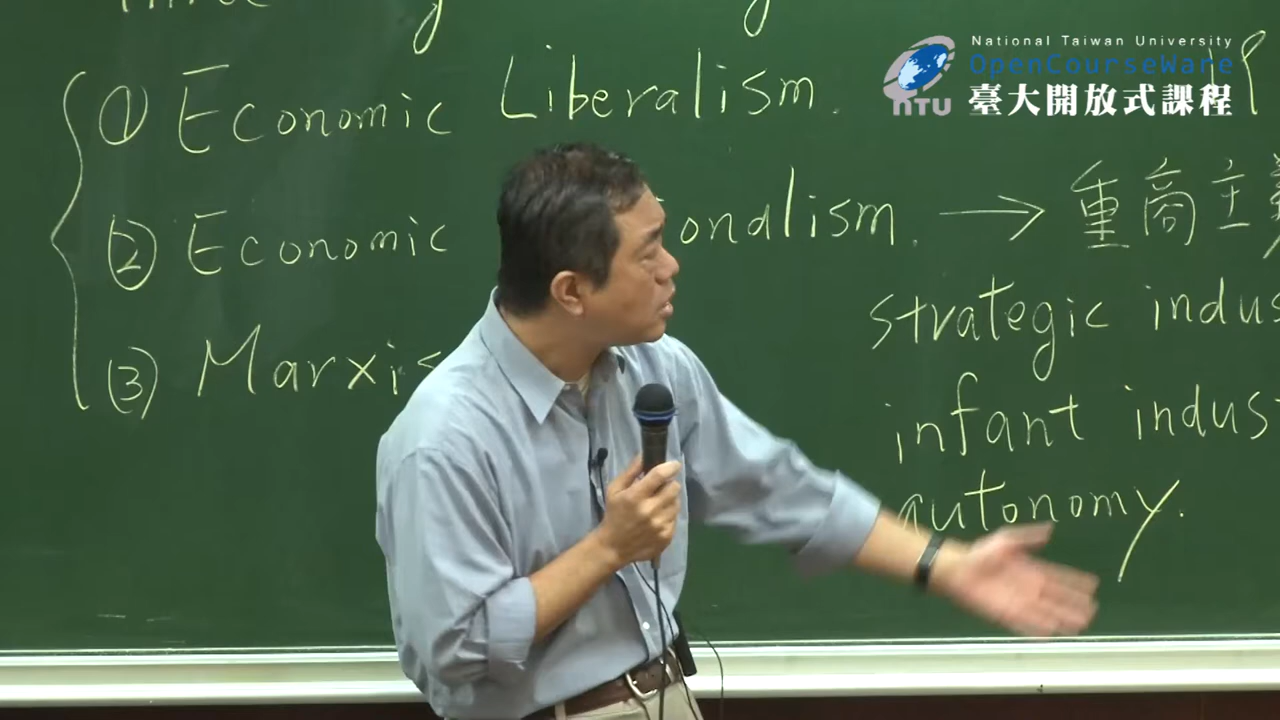 National Taiwan University
OpenCourseWare
NTU 臺大開放式課程
① Economic Liberalism.
② Economic onalism. → 重商主
③ Marxis
strategic indus
infant indus
autonomy.